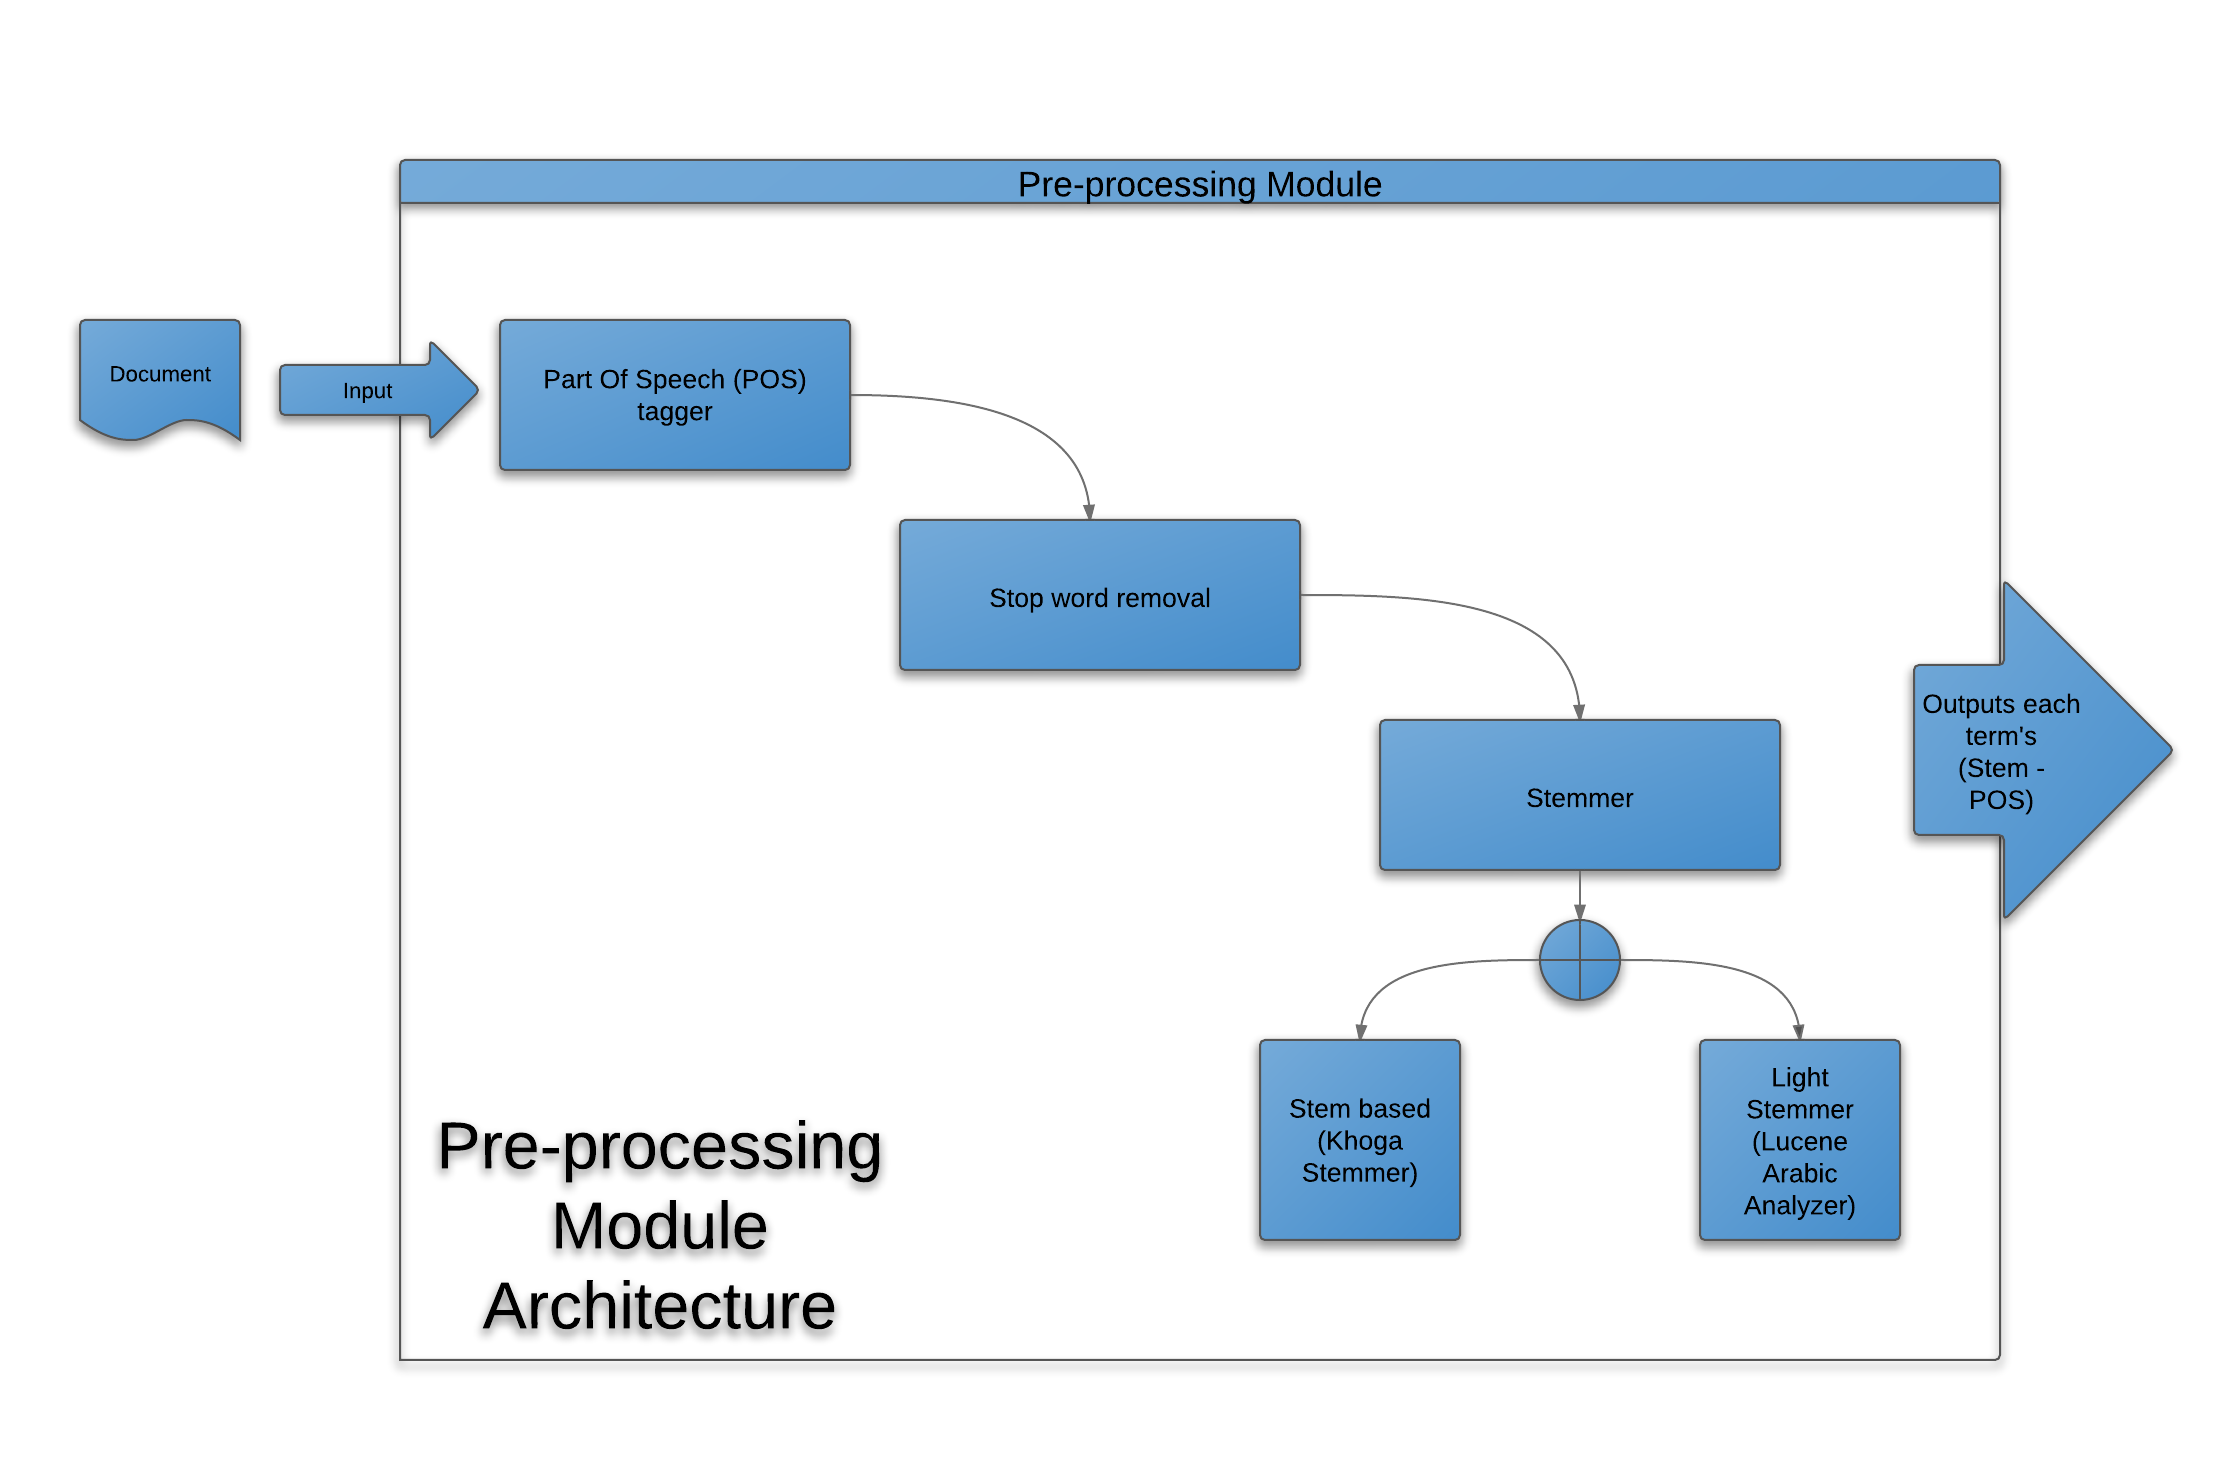 Pre-processing Module
Document
Input
Part Of Speech (POS)
tagger
Stop word removal
Stemmer
Outputs each
term's
(Stem -
POS)
Stem based
(Khoga
Stemmer)
Light
Stemmer
(Lucene
Arabic
Analyzer)
Pre-processing
Module
Architecture